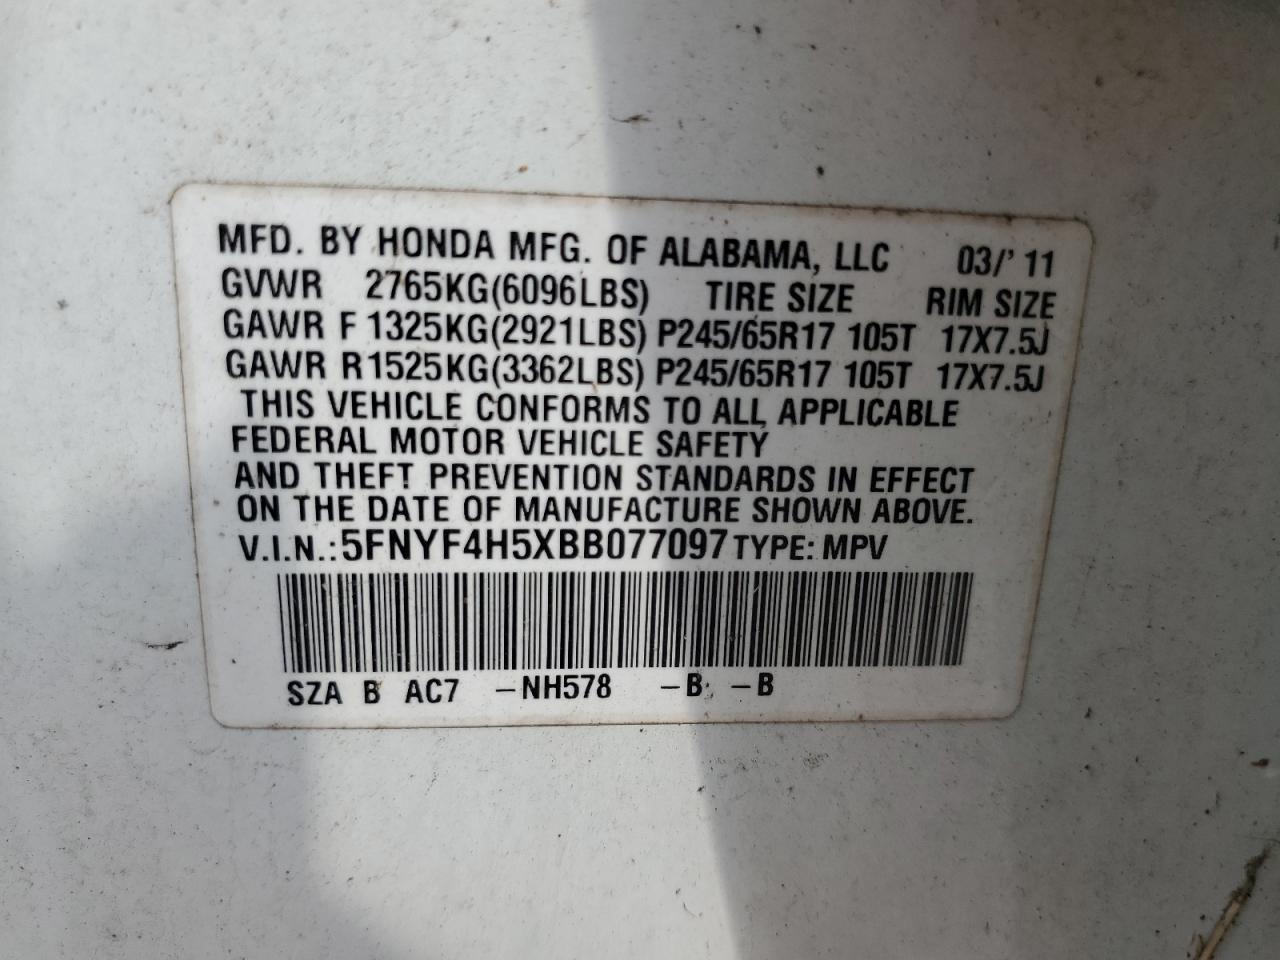 MFD. BY HONDA MFG. OF ALABAMA, LLC 03/' 11
GVWR 2765KG(6096LBS) TIRE SIZE RIM SIZE
GAWR F 1325KG(2921LBS) P245/65R17 105T 17X7.5J
GAWR R1525KG(3362LBS) P245/65R17 105T 17X7.5J
THIS VEHICLE CONFORMS TO ALL APPLICABLE
FEDERAL MOTOR VEHICLE SAFETY
AND THEFT PREVENTION STANDARDS IN EFFECT
ON THE DATE OF MANUFACTURE SHOWN ABOVE.
V.I.N.:5FNYF4H5XBB077097 TYPE: MPV
SZA B AC7 –NH578 –B –B